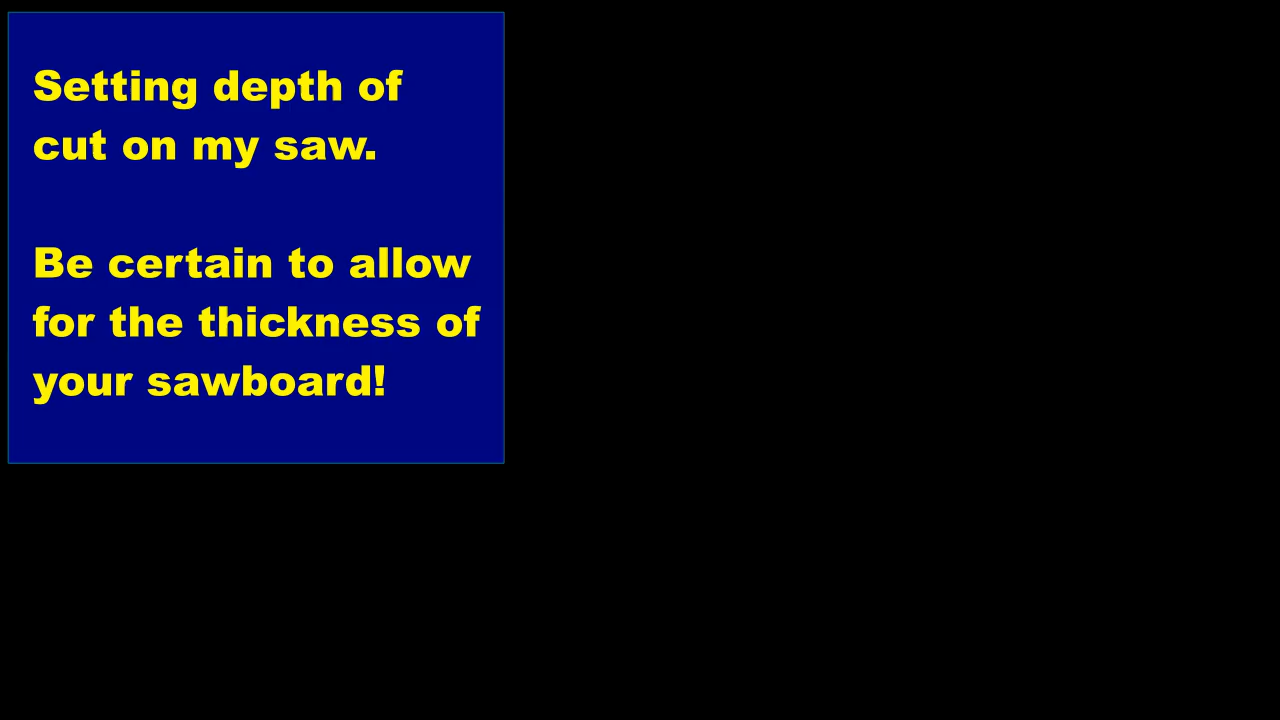 Setting depth of
cut on my saw.
Be certain to allow
for the thickness of
your sawboard!